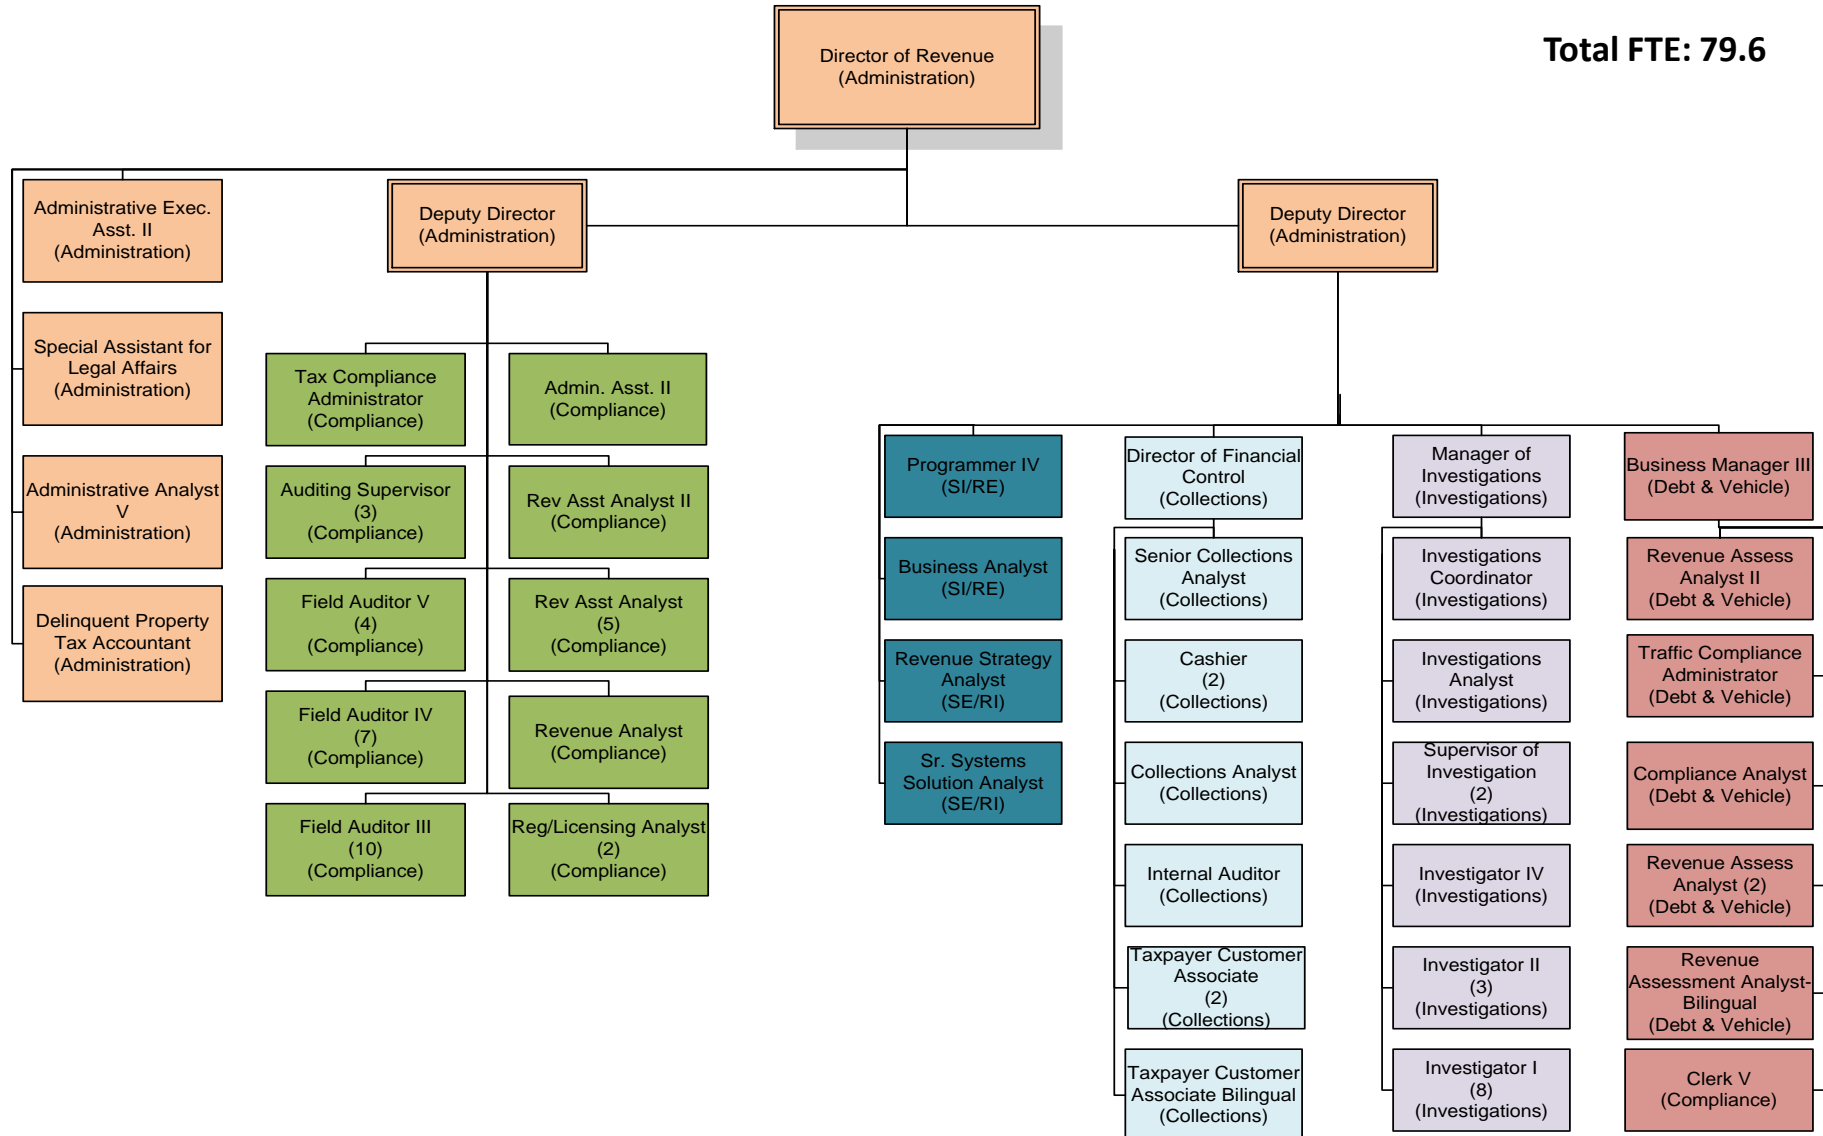 Total FTE: 79.6
Director of Revenue
(Administration)
Administrative Exec.
Asst. II
(Administration)
Special Assistant for
Legal Affairs
(Administration)
Administrative Analyst
V
(Administration)
Delinquent Property
Tax Accountant
(Administration)
Deputy Director
(Administration)
Tax Compliance
Administrator
(Compliance)
Auditing Supervisor
(3)
(Compliance)
Field Auditor V
(4)
(Compliance)
Field Auditor IV
(7)
(Compliance)
Field Auditor III
(10)
(Compliance)
Admin. Asst. II
(Compliance)
Rev Asst Analyst II
(Compliance)
Rev Asst Analyst
(5)
(Compliance)
Revenue Analyst
(Compliance)
Reg/Licensing Analyst
(2)
(Compliance)
Deputy Director
(Administration)
Programmer IV
(SI/RE)
Business Analyst
(SI/RE)
Revenue Strategy
Analyst
(SE/RI)
Sr. Systems
Solution Analyst
(SE/RI)
Director of Financial
Control
(Collections)
Senior Collections
Analyst
(Collections)
Cashier
(2)
(Collections)
Collections Analyst
(Collections)
Internal Auditor
(Collections)
Taxpayer Customer
Associate
(2)
(Collections)
Taxpayer Customer
Associate Bilingual
(Collections)
Manager of
Investigations
(Investigations)
Investigations
Coordinator
(Investigations)
Investigations
Analyst
(Investigations)
Supervisor of
Investigation
(2)
(Investigations)
Investigator IV
(Investigations)
Investigator II
(3)
(Investigations)
Investigator I
(8)
(Investigations)
Business Manager III
(Debt & Vehicle)
Revenue Assess
Analyst II
(Debt & Vehicle)
Traffic Compliance
Administrator
(Debt & Vehicle)
Compliance Analyst
(Debt & Vehicle)
Revenue Assess
Analyst (2)
(Debt & Vehicle)
Revenue
Assessment Analyst-
Bilingual
(Debt & Vehicle)
Clerk V
(Compliance)